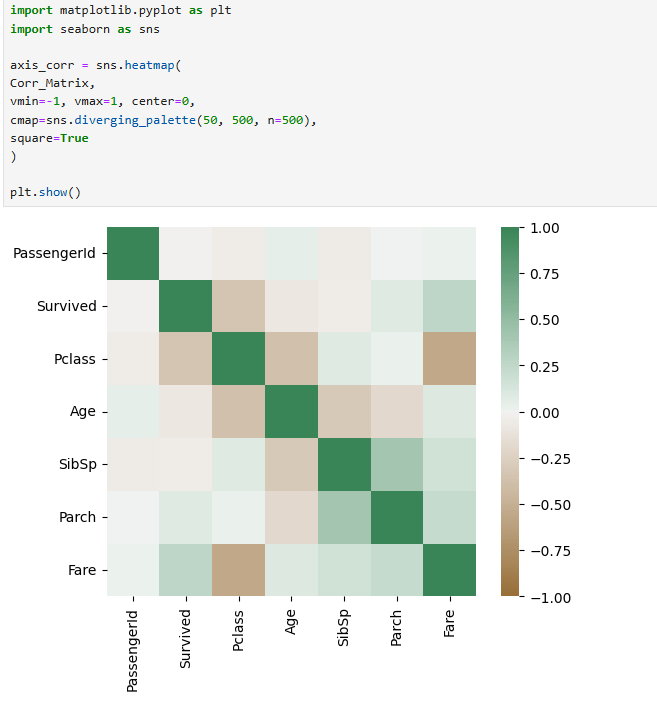 import matplotlib.pyplot as plt
import seaborn as sns
axis_corr = sns.heatmap(
Corr_Matrix,
vmin=-1, vmax=1, center=0,
cmap=sns.diverging_palette(50, 500, n=500),
square=True
)
plt.show()
PassengerId
Survived
Pclass
Age
SibSp
Parch
Fare
1.00
0.75
0.50
0.25
0.00
−0.25
−0.50
−0.75
−1.00
PassengerId
Survived
Pclass
Age
SibSp
Parch
Fare